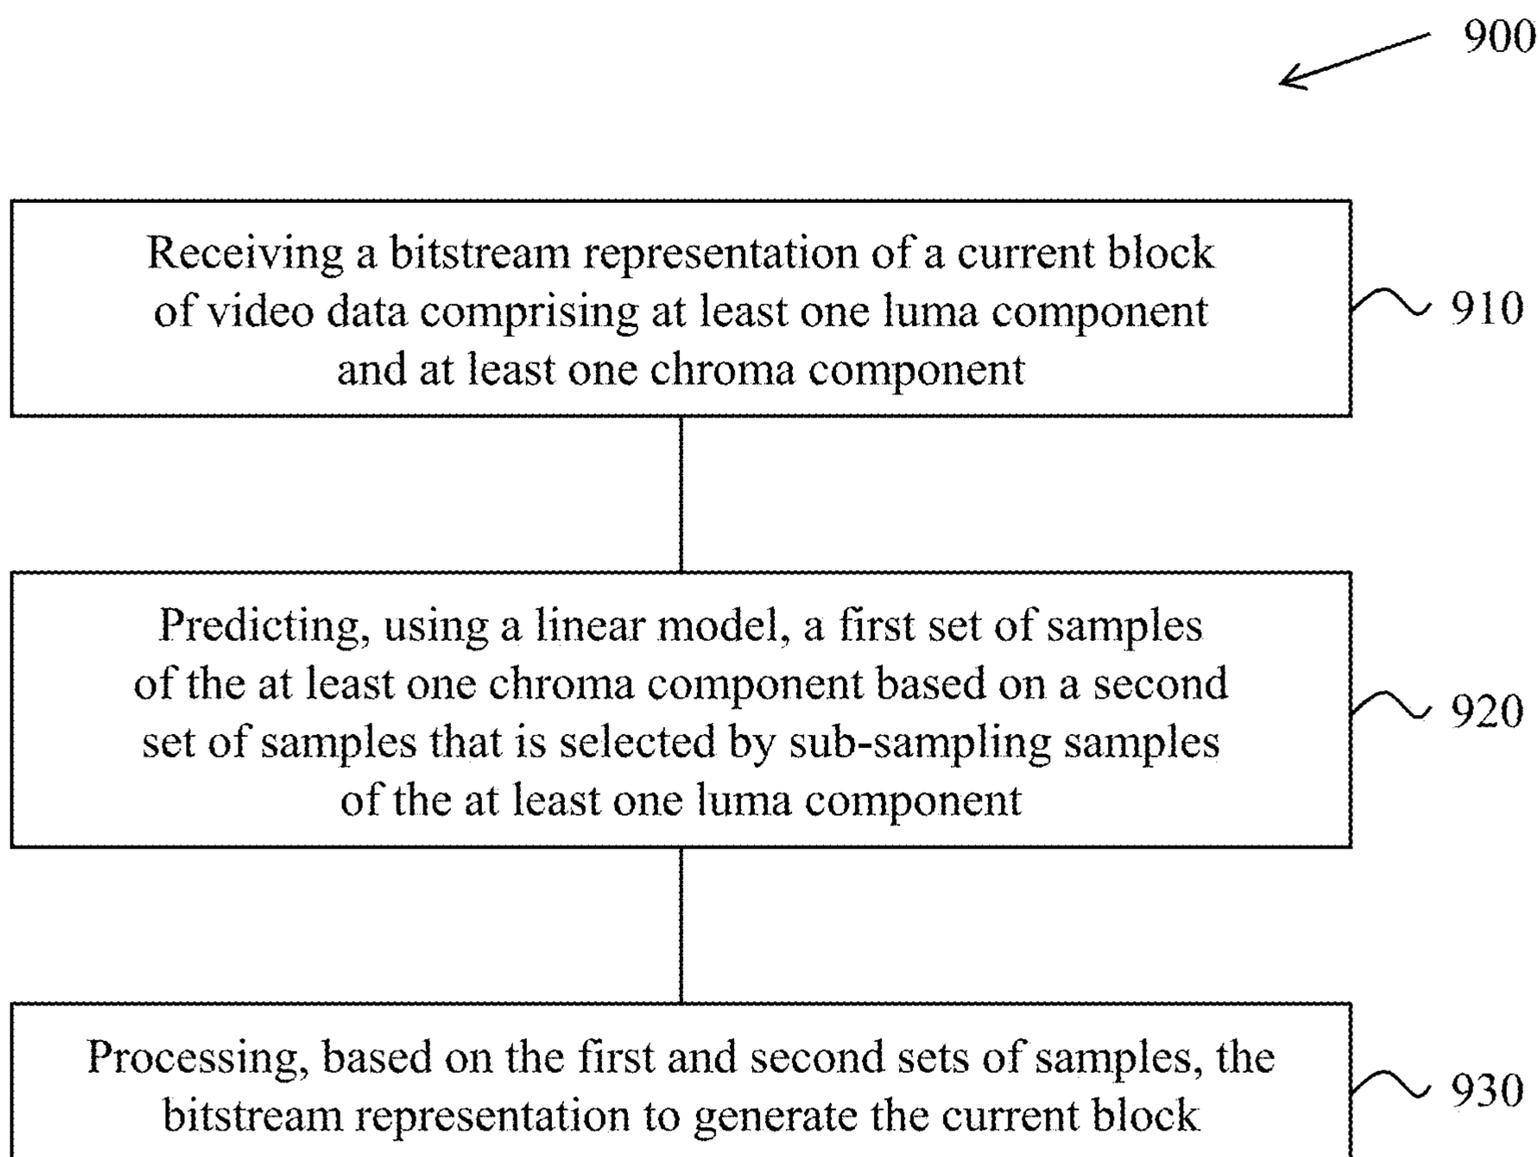 900
Receiving a bitstream representation of a current block
of video data comprising at least one luma component
and at least one chroma component
910
Predicting, using a linear model, a first set of samples
of the at least one chroma component based on a second
set of samples that is selected by sub-sampling samples
of the at least one luma component
920
Processing, based on the first and second sets of samples, the
bitstream representation to generate the current block
930